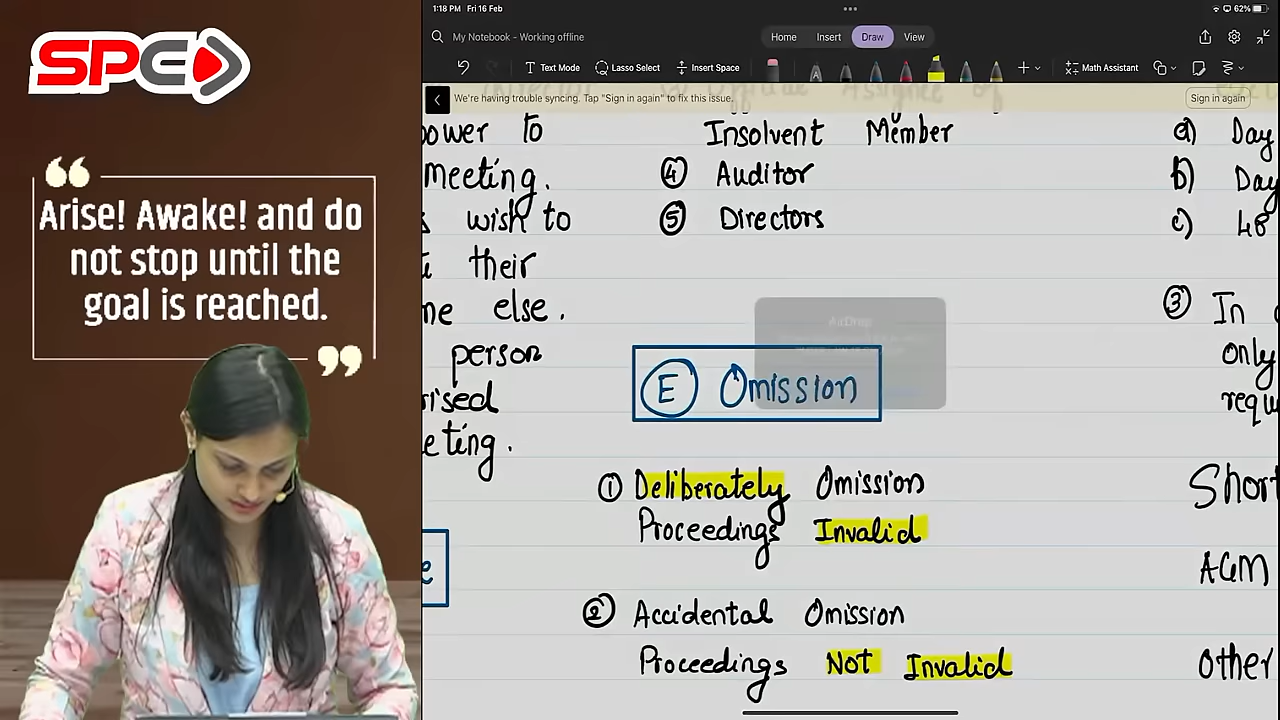 SPC
Arise! Awake! and do
not stop until the
goal is reached.
1:18 PM Fri 16 Feb
62%
My Notebook - Working offline
Home Insert Draw View
Text Mode Lasso Select Insert Space Math Assistant
We're having trouble syncing. Tap "Sign in again" to fix this issue. Sign in again
power to
meeting.
wish to
their
else.
person
rised
eting.
Assignee of
Insolvent Member
④ Auditor
⑤ Directors
AirDrop
Ⓔ Omission
① Deliberately Omission
Proceedings Invalid
② Accidental Omission
Proceedings Not Invalid
a) Day
b) Day
c) 48
③ In
Only
requ
Short
AGM
Other